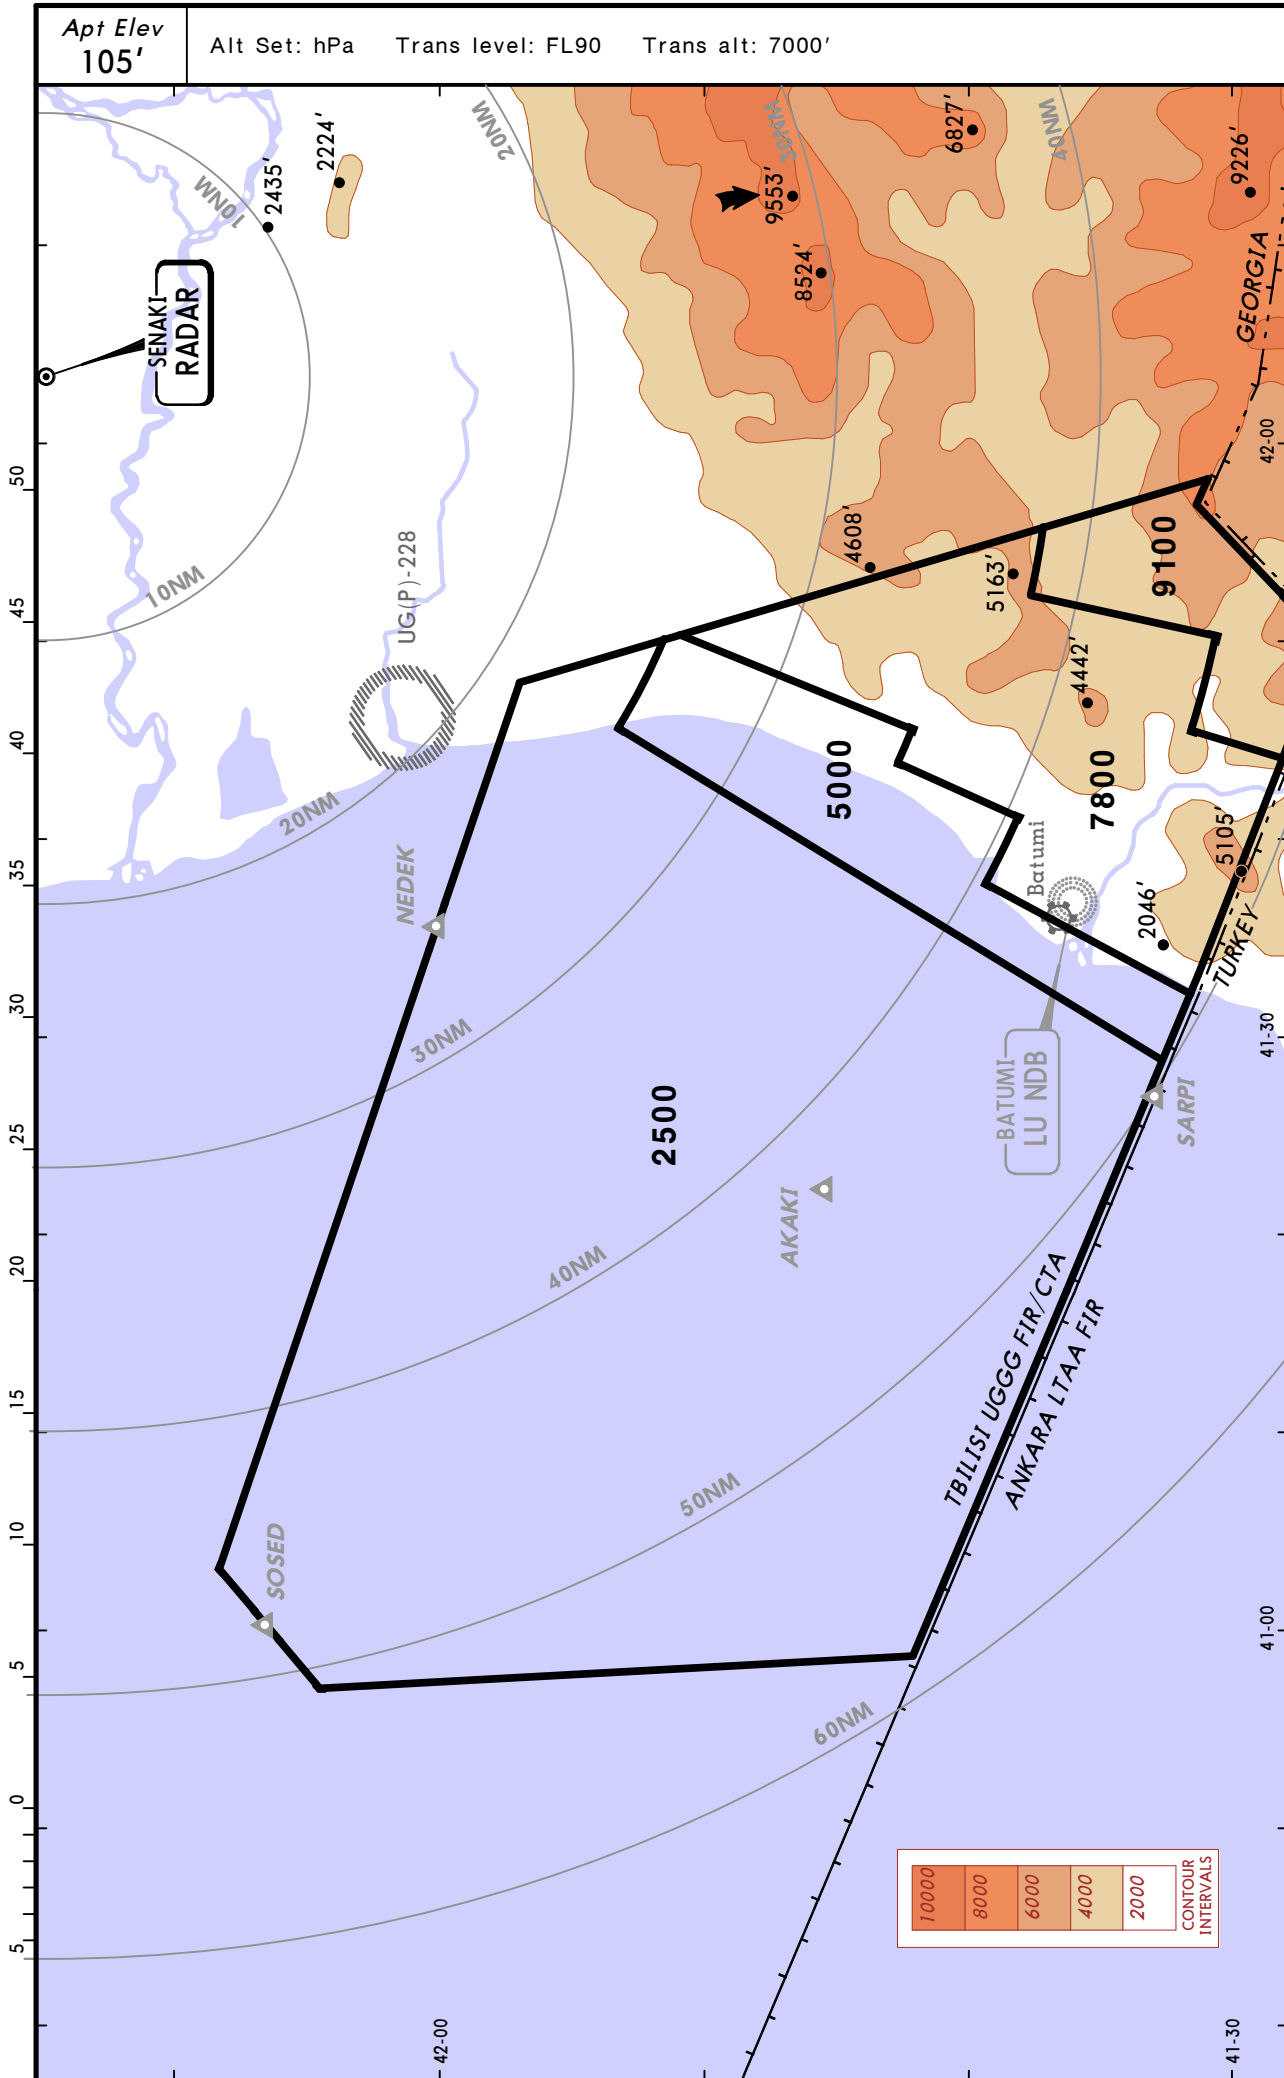 Apt Elev
105'
Alt Set: hPa Trans level: FL90 Trans alt: 7000'
10NM
2435'
2224'
20NM
30NM
9553'
8524'
6827'
40NM
9226'
SENAKI
RADAR
GEORGIA
42-00
50
45
40
35
30
25
20
15
10
5
0
5
10NM
UG(P)-228
4608'
5163'
9100
4442'
7800
5000
20NM
NEDEK
Batumi
5105'
2046'
TURKEY
41-30
30NM
2500
BATUMI
LU NDB
SARPI
AKAKI
40NM
TBILISI UGGG FIR/CTA
ANKARA LTAA FIR
50NM
SOSED
41-00
60NM
10000
8000
6000
4000
2000
CONTOUR
INTERVALS
42-00
41-30